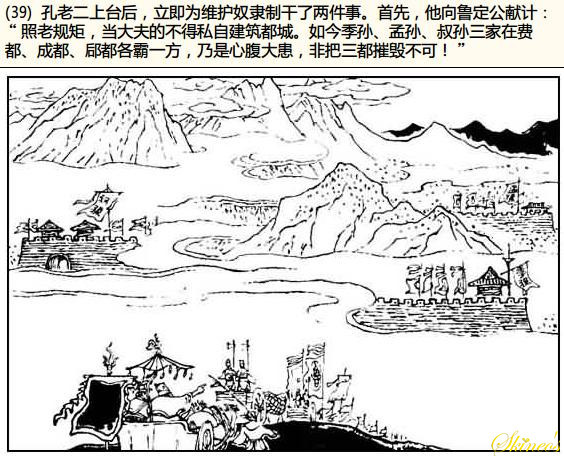 (39) 孔老二上台后，立即为维护奴隶制干了两件事。首先，他向鲁定公献计：
“照老规矩，当大夫的不得私自建筑都城。如今季孙、孟孙、叔孙三家在费
都、成都、郈都各霸一方，乃是心腹大患，非把三都摧毁不可！”